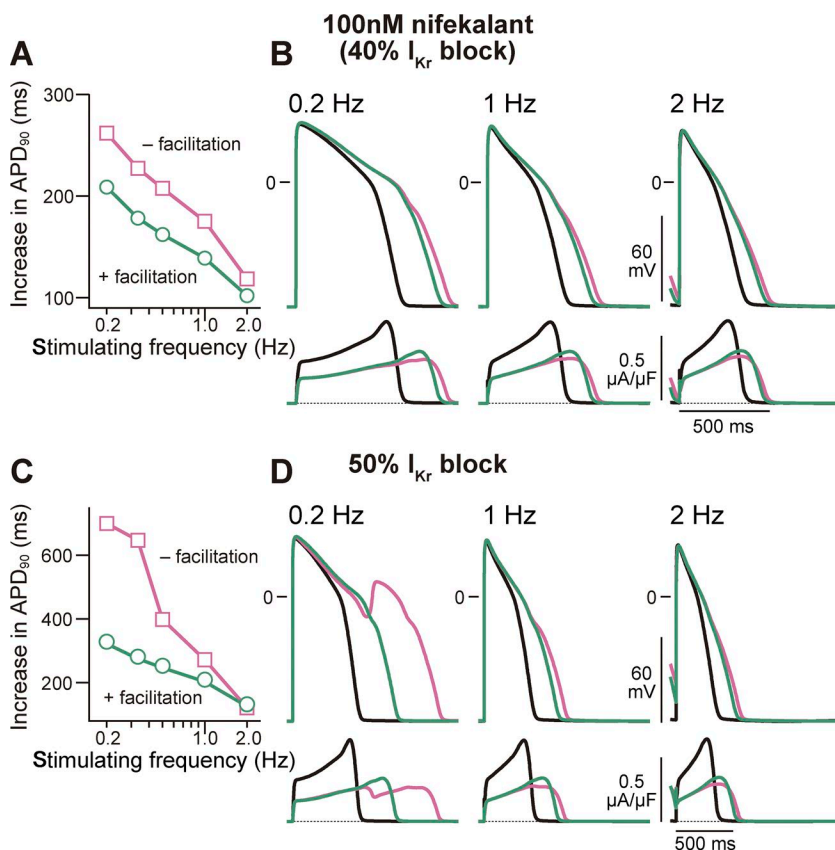 100nM nifekalant
(40% IKr block)
A
B
Increase in APD90 (ms)
300
200
100
– facilitation
+ facilitation
0.2
1.0
2.0
Stimulating frequency (Hz)
0.2 Hz
1 Hz
2 Hz
0
0
60
mV
0.5
µA/µF
500 ms
50% IKr block
C
D
Increase in APD90 (ms)
600
400
200
– facilitation
+ facilitation
0.2
1.0
2.0
Stimulating frequency (Hz)
0.2 Hz
1 Hz
2 Hz
0
0
60
mV
0.5
µA/µF
500 ms